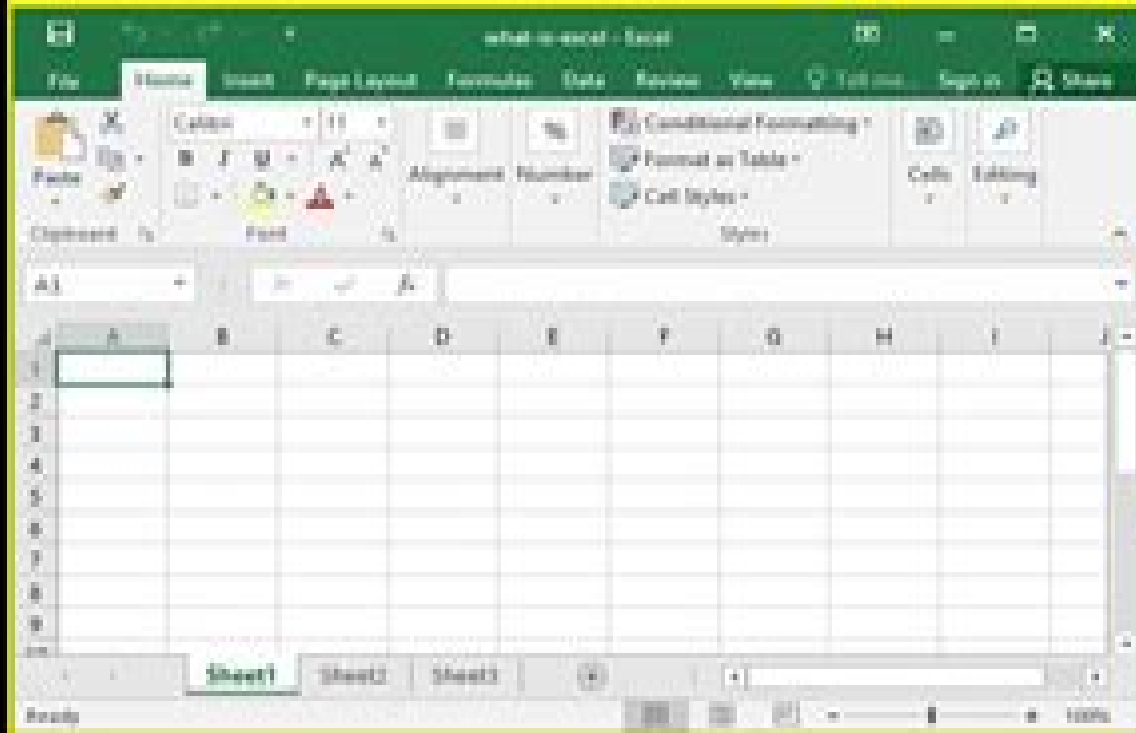 what-is-excel - Excel
File Home Insert Page Layout Formulas Data Review View Tell me... Sign in Share
Paste
Calibri 11
B I U A A
A
Alignment
%
Number
Conditional Formatting
Format as Table
Cell Styles
Cells Editing
Clipboard Font Styles
A1 fx
A B C D E F G H I J
1
2
3
4
5
6
7
8
9
Sheet1 Sheet2 Sheet3
Ready 100%